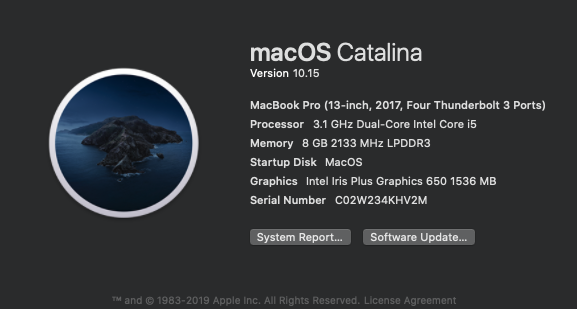 macOS Catalina
Version 10.15
MacBook Pro (13-inch, 2017, Four Thunderbolt 3 Ports)
Processor 3.1 GHz Dual-Core Intel Core i5
Memory 8 GB 2133 MHz LPDDR3
Startup Disk MacOS
Graphics Intel Iris Plus Graphics 650 1536 MB
Serial Number C02W234KHV2M
System Report... Software Update...
™ and © 1983-2019 Apple Inc. All Rights Reserved. License Agreement